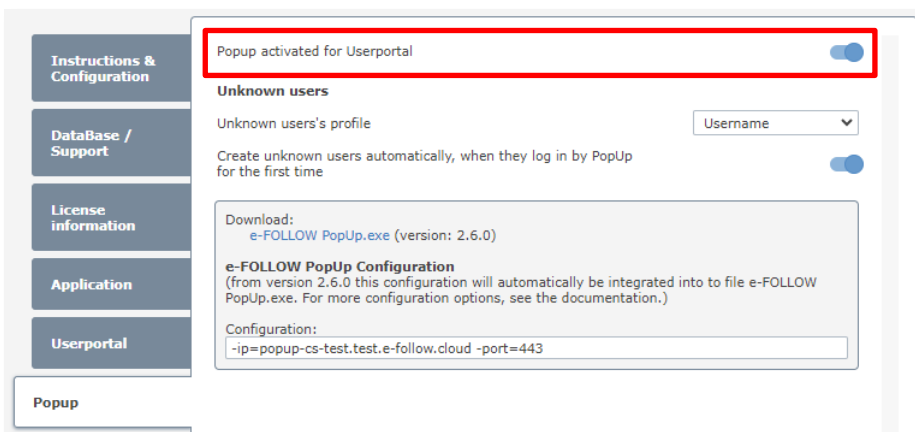 Instructions &
Configuration
DataBase /
Support
License
information
Application
Userportal
Popup
Popup activated for Userportal
Unknown users
Unknown users's profile
Username
Create unknown users automatically, when they log in by PopUp
for the first time
Download:
e-FOLLOW PopUp.exe (version: 2.6.0)
e-FOLLOW PopUp Configuration
(from version 2.6.0 this configuration will automatically be integrated into to file e-FOLLOW
PopUp.exe. For more configuration options, see the documentation.)
Configuration:
-ip=popup-cs-test.test.e-follow.cloud -port=443